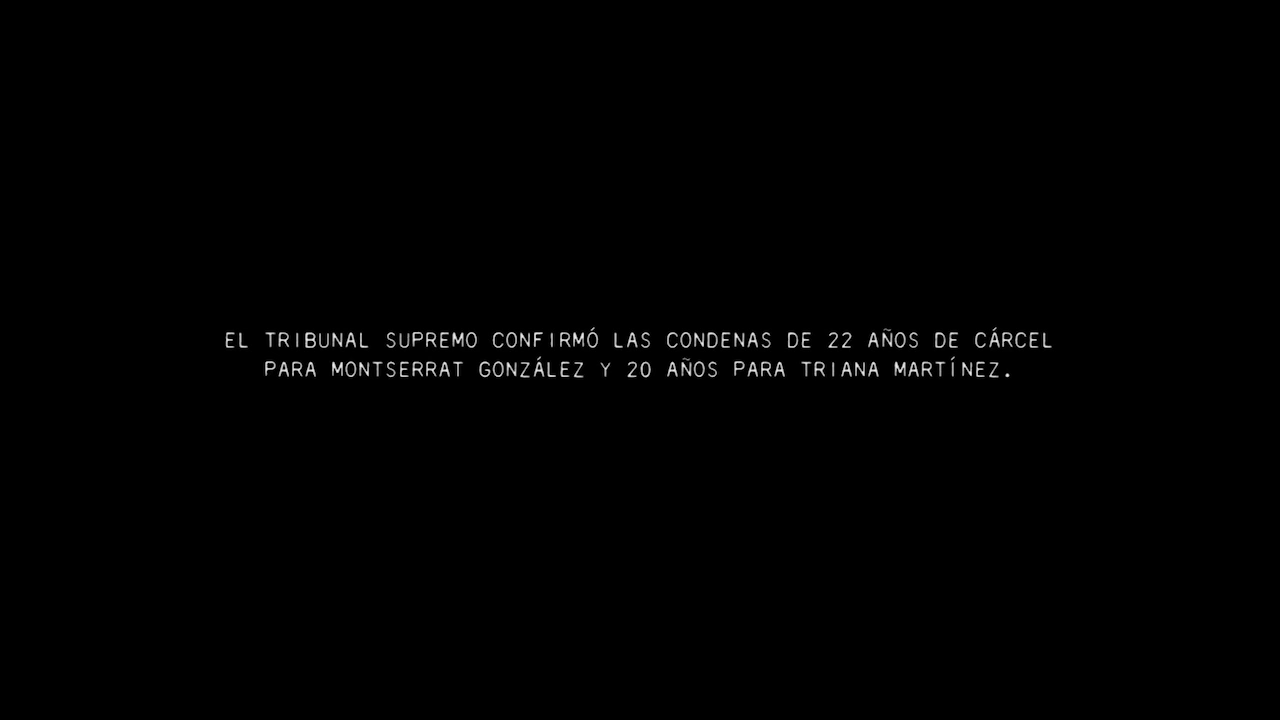 EL TRIBUNAL SUPREMO CONFIRMÓ LAS CONDENAS DE 22 AÑOS DE CÁRCEL
PARA MONTSERRAT GONZÁLEZ Y 20 AÑOS PARA TRIANA MARTÍNEZ.